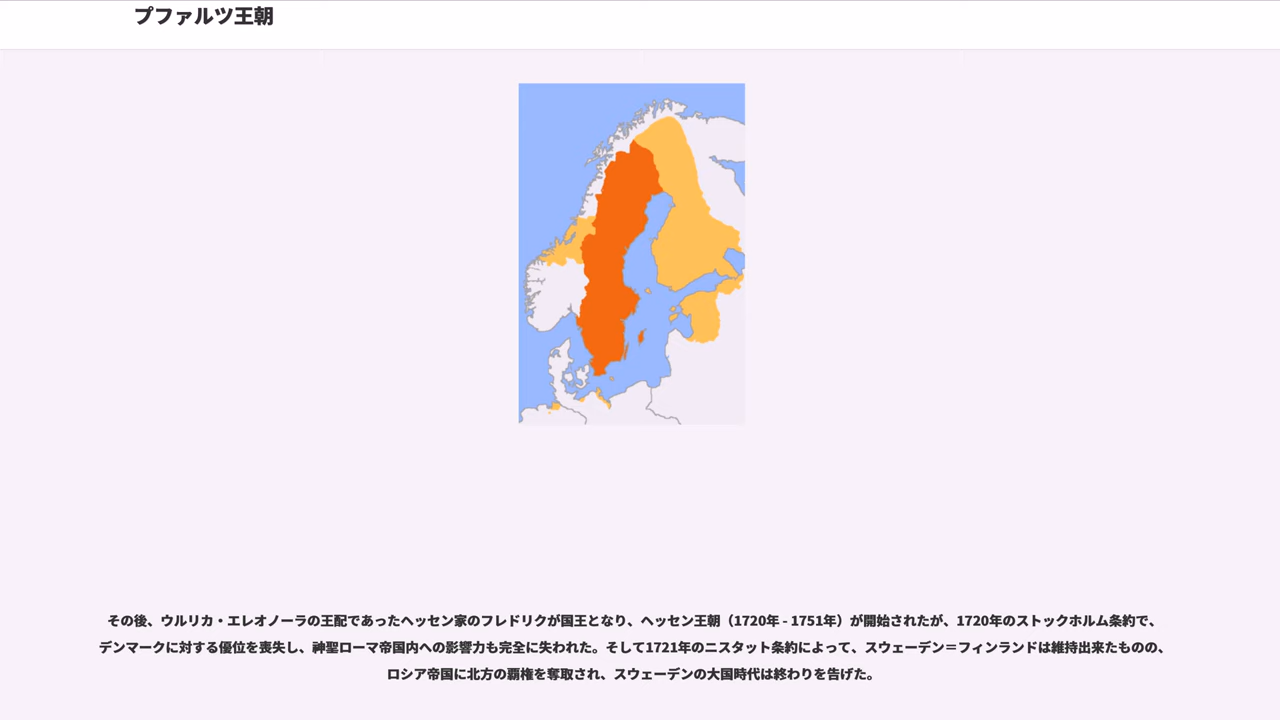 プファルツ王朝
その後、ウルリカ・エレオノーラの王配であったヘッセン家のフレドリクが国王となり、ヘッセン王朝（1720年 - 1751年）が開始されたが、1720年のストックホルム条約で、
デンマークに対する優位を喪失し、神聖ローマ帝国内への影響力も完全に失われた。そして1721年のニスタット条約によって、スウェーデン＝フィンランドは維持出来たものの、
ロシア帝国に北方の覇権を奪取され、スウェーデンの大国時代は終わりを告げた。